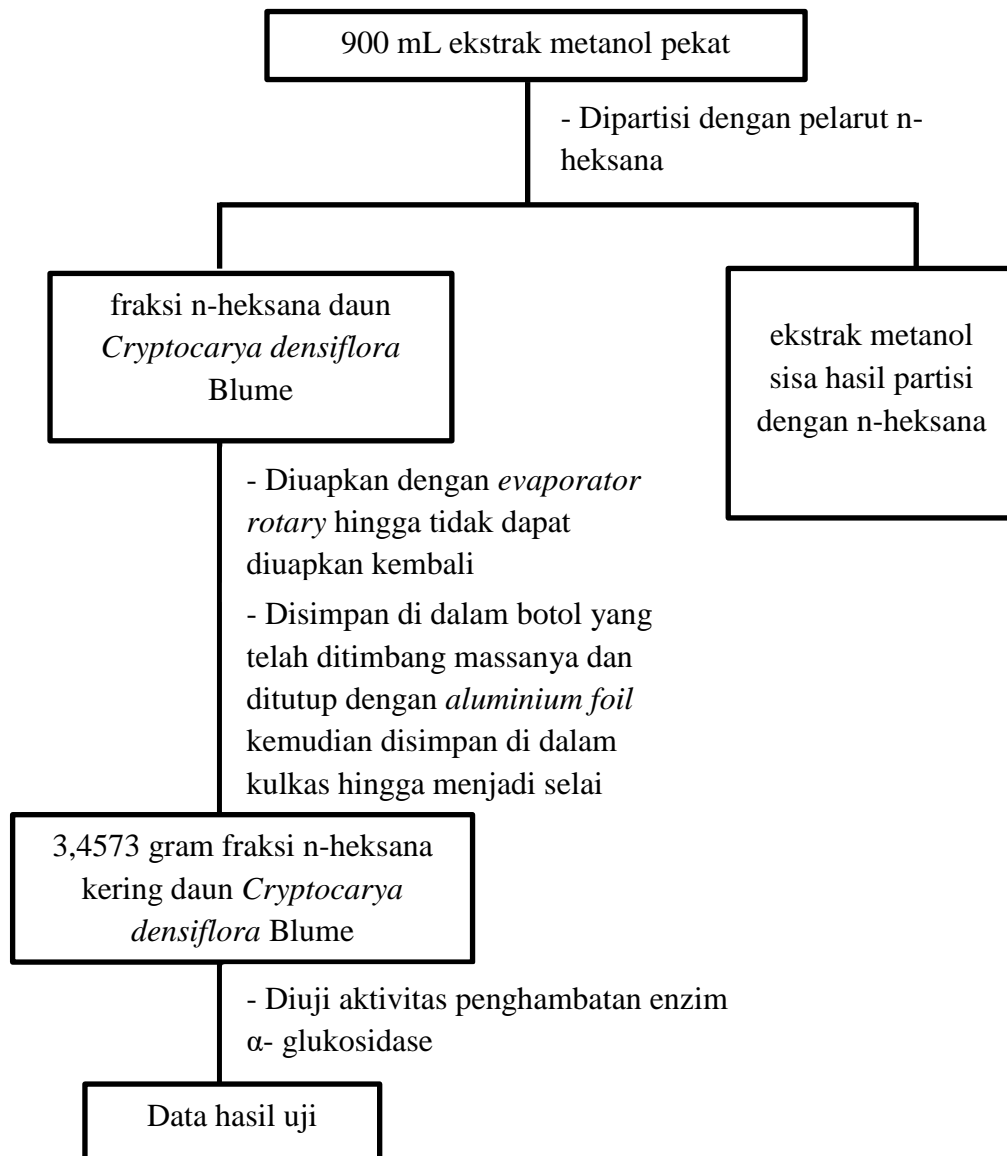 900 mL ekstrak metanol pekat
- Dipartisi dengan pelarut n-
heksana
fraksi n-heksana daun
Cryptocarya densiflora
Blume
ekstrak metanol
sisa hasil partisi
dengan n-heksana
- Diuapkan dengan evaporator
rotary hingga tidak dapat
diuapkan kembali
- Disimpan di dalam botol yang
telah ditimbang massanya dan
ditutup dengan aluminium foil
kemudian disimpan di dalam
kulkas hingga menjadi selai
3,4573 gram fraksi n-heksana
kering daun Cryptocarya
densiflora Blume
- Diuji aktivitas penghambatan enzim
α- glukosidase
Data hasil uji